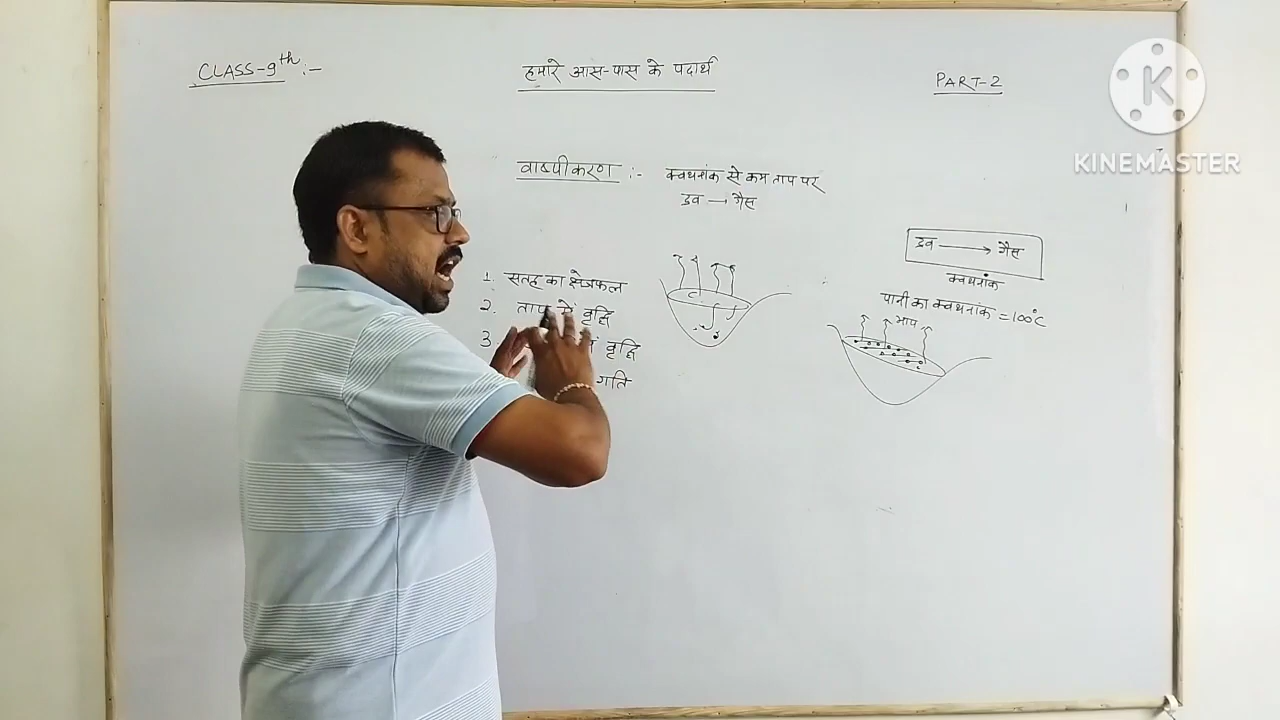 CLASS-9th :-
हमारे आस-पास के पदार्थ
PART-2
KINEMASTER
वाष्पीकरण :- क्वथनांक से कम ताप पर
द्रव → गैस
द्रव → गैस
क्वथनांक
1. सतह का क्षेत्रफल
2. ताप में वृद्धि
3 में वृद्धि
गति
पानी का क्वथनांक = 100°C
भाप